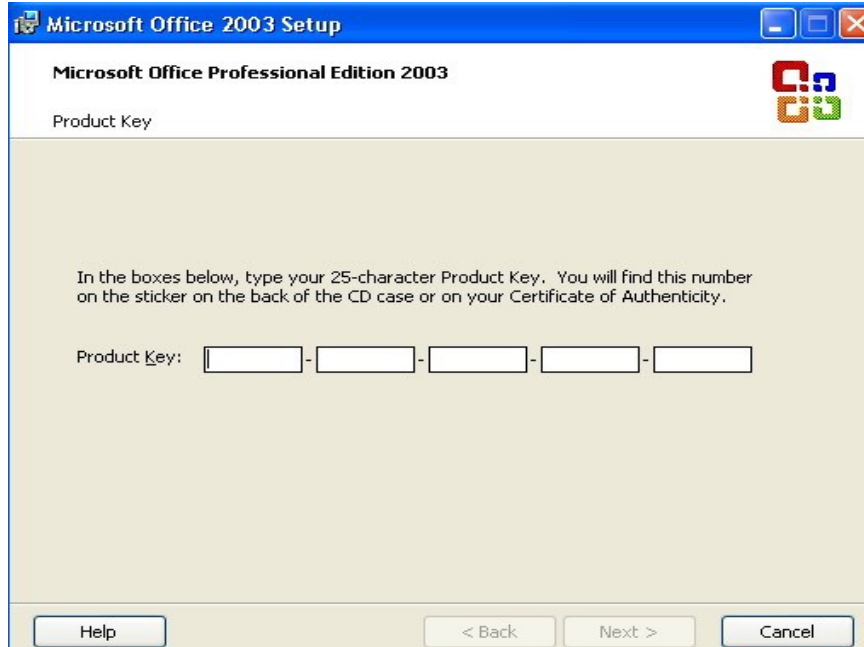 Microsoft Office 2003 Setup
Microsoft Office Professional Edition 2003
Product Key
In the boxes below, type your 25-character Product Key. You will find this number
on the sticker on the back of the CD case or on your Certificate of Authenticity.
Product Key: - - - -
Help < Back Next > Cancel